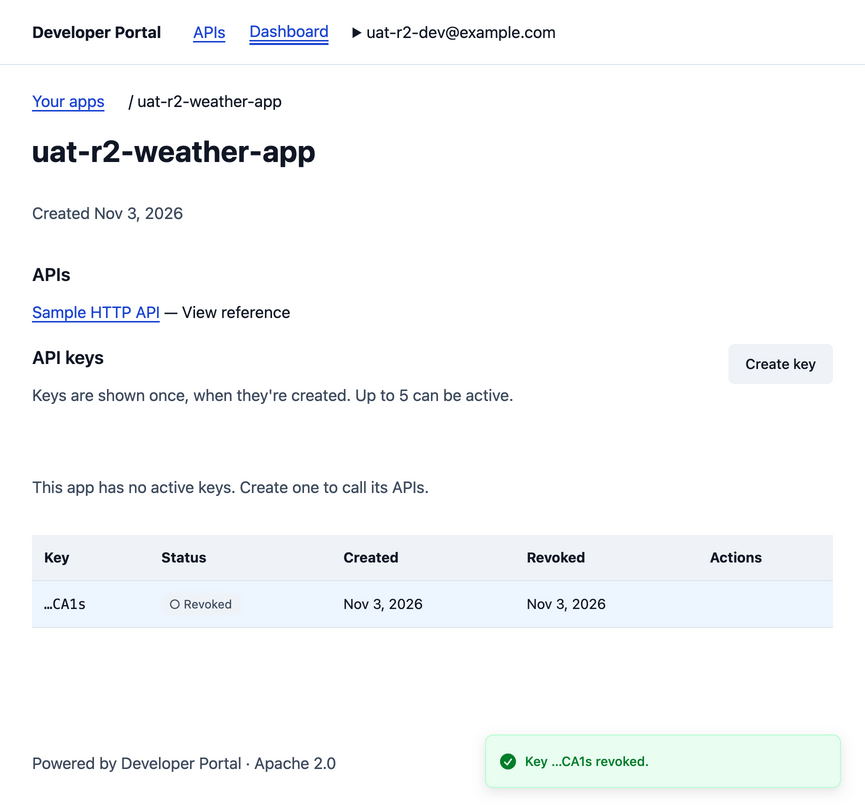 Developer Portal APIs Dashboard ▶ uat-r2-dev@example.com
Your apps / uat-r2-weather-app
uat-r2-weather-app
Created Nov 3, 2026
APIs
Sample HTTP API — View reference
API keys
Create key
Keys are shown once, when they're created. Up to 5 can be active.
This app has no active keys. Create one to call its APIs.
Key Status Created Revoked Actions
…CA1s Revoked Nov 3, 2026 Nov 3, 2026
Powered by Developer Portal · Apache 2.0
Key …CA1s revoked.